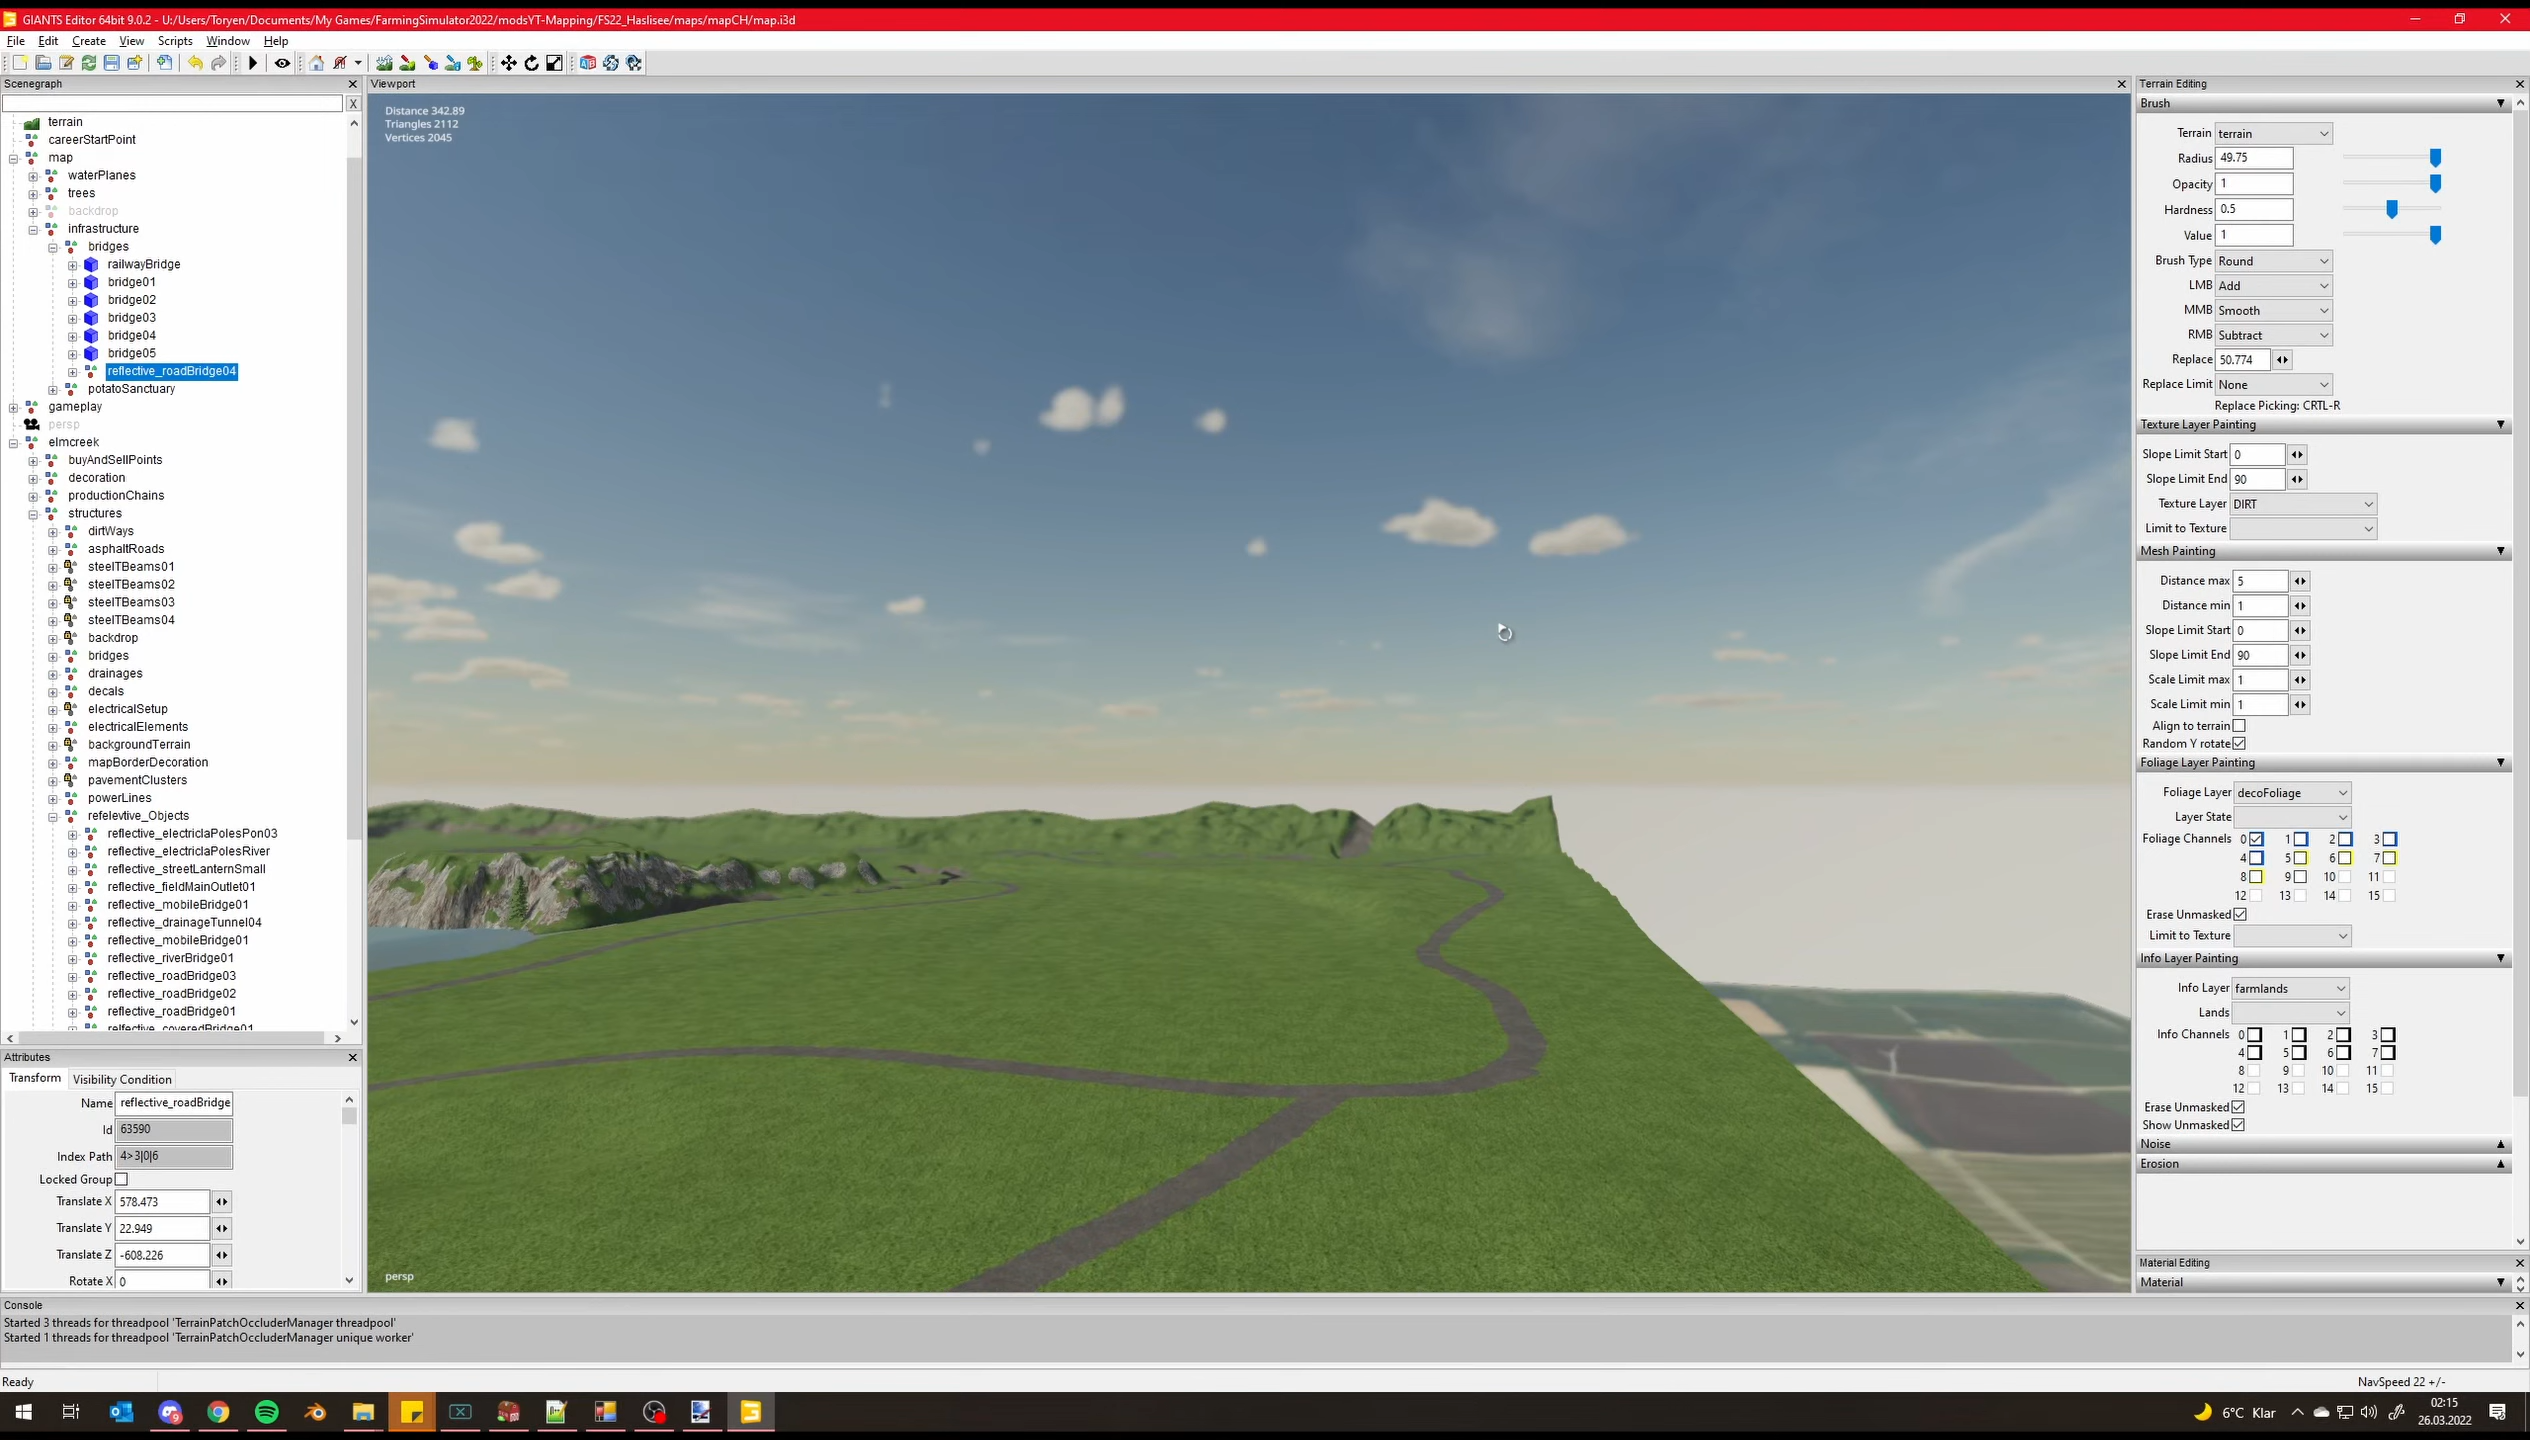 GIANTS Editor 64bit 9.0.2 - U:/Users/Toryen/Documents/My Games/FarmingSimulator2022/modsYT-Mapping/FS22_Haslisee/maps/mapCH/map.i3d
File Edit Create View Scripts Window Help
Scenegraph
X
terrain
careerStartPoint
map
waterPlanes
trees
backdrop
infrastructure
bridges
railwayBridge
bridge01
bridge02
bridge03
bridge04
bridge05
reflective_roadBridge04
potatoSanctuary
gameplay
persp
elmcreek
buyAndSellPoints
decoration
productionChains
structures
dirtWays
asphaltRoads
steelTBeams01
steelTBeams02
steelTBeams03
steelTBeams04
backdrop
bridges
drainages
decals
electricalSetup
electricalElements
backgroundTerrain
mapBorderDecoration
pavementClusters
powerLines
refelevtive_Objects
reflective_electriclaPolesPon03
reflective_electriclaPolesRiver
reflective_streetLanternSmall
reflective_fieldMainOutlet01
reflective_mobileBridge01
reflective_drainageTunnel04
reflective_mobileBridge01
reflective_riverBridge01
reflective_roadBridge03
reflective_roadBridge02
reflective_roadBridge01
relfective_coveredBridge01
Attributes
Transform Visibility Condition
Name reflective_roadBridge
Id 63590
Index Path 4>3|0|6
Locked Group
Translate X 578.473
Translate Y 22.949
Translate Z -608.226
Rotate X 0
Viewport
Distance 342.89
Triangles 2112
Vertices 2045
persp
Terrain Editing
Brush
Terrain terrain
Radius 49.75
Opacity 1
Hardness 0.5
Value 1
Brush Type Round
LMB Add
MMB Smooth
RMB Subtract
Replace 50.774
Replace Limit None
Replace Picking: CRTL-R
Texture Layer Painting
Slope Limit Start 0
Slope Limit End 90
Texture Layer DIRT
Limit to Texture
Mesh Painting
Distance max 5
Distance min 1
Slope Limit Start 0
Slope Limit End 90
Scale Limit max 1
Scale Limit min 1
Align to terrain
Random Y rotate
Foliage Layer Painting
Foliage Layer decoFoliage
Layer State
Foliage Channels 0 1 2 3
4 5 6 7
8 9 10 11
12 13 14 15
Erase Unmasked
Limit to Texture
Info Layer Painting
Info Layer farmlands
Lands
Info Channels 0 1 2 3
4 5 6 7
8 9 10 11
12 13 14 15
Erase Unmasked
Show Unmasked
Noise
Erosion
Material Editing
Material
Console
Started 3 threads for threadpool 'TerrainPatchOccluderManager threadpool'
Started 1 threads for threadpool 'TerrainPatchOccluderManager unique worker'
Ready
NavSpeed 22 +/-
6°C Klar
02:15
26.03.2022